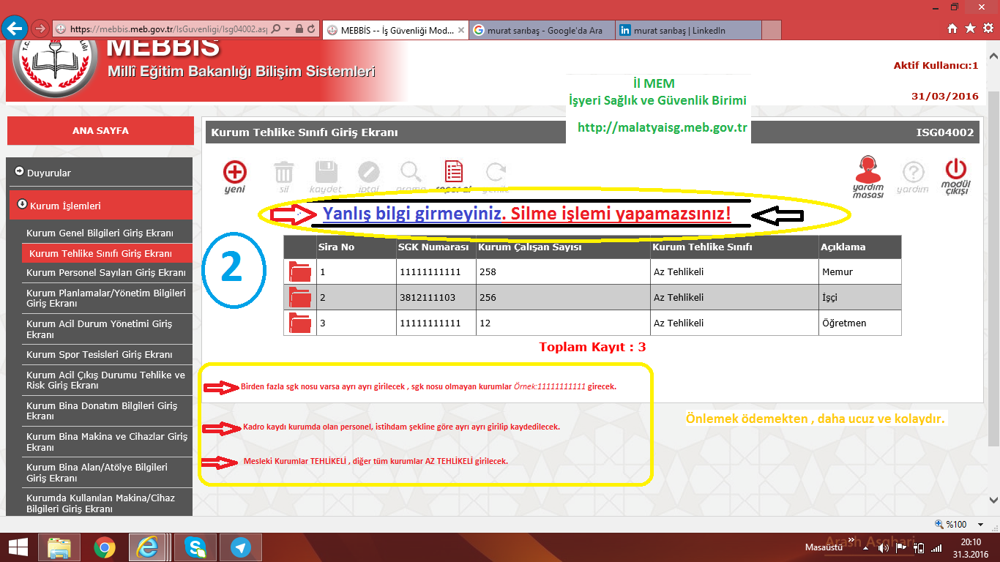 https://mebbis.meb.gov.tr/IsGuvenligi/Isg04002.as
MEBBİS -- İş Güvenliği Mod...
murat sarıbaş - Google'da Ara
murat sarıbaş | LinkedIn
MEBBİS
Millî Eğitim Bakanlığı Bilişim Sistemleri
Aktif Kullanıcı:1
31/03/2016
İl MEM
İşyeri Sağlık ve Güvenlik Birimi
http://malatyaisg.meb.gov.tr
ANA SAYFA
Kurum Tehlike Sınıfı Giriş Ekranı
ISG04002
Duyurular
Kurum İşlemleri
Kurum Genel Bilgileri Giriş Ekranı
Kurum Tehlike Sınıfı Giriş Ekranı
Kurum Personel Sayıları Giriş Ekranı
Kurum Planlamalar/Yönetim Bilgileri
Giriş Ekranı
Kurum Acil Durum Yönetimi Giriş
Ekranı
Kurum Spor Tesisleri Giriş Ekranı
Kurum Acil Çıkış Durumu Tehlike ve
Risk Giriş Ekranı
Kurum Bina Donatım Bilgileri Giriş
Ekranı
Kurum Bina Makina ve Cihazlar Giriş
Ekranı
Kurum Bina Alan/Atölye Bilgileri
Giriş Ekranı
Kurumda Kullanılan Makina/Cihaz
Bilgileri Giriş Ekranı
yeni sil kaydet iptal
yardım masası yardım modül çıkışı
Yanlış bilgi girmeyiniz. Silme işlemi yapamazsınız!
2
Sira No SGK Numarası Kurum Çalışan Sayısı Kurum Tehlike Sınıfı Açıklama
1 11111111111 258 Az Tehlikeli Memur
2 3812111103 256 Az Tehlikeli İşçi
3 11111111111 12 Az Tehlikeli Öğretmen
Toplam Kayıt : 3
Birden fazla sgk nosu varsa ayrı ayrı girilecek , sgk nosu olmayan kurumlar Örnek:11111111111 girecek.
Kadro kaydı kurumda olan personel, istihdam şekline göre ayrı ayrı girilip kaydedilecek.
Mesleki Kurumlar TEHLİKELİ , diğer tüm kurumlar AZ TEHLİKELİ girilecek.
Önlemek ödemekten , daha ucuz ve kolaydır.
%100
Masaüstü
Arash Asghari
20:10
31.3.2016